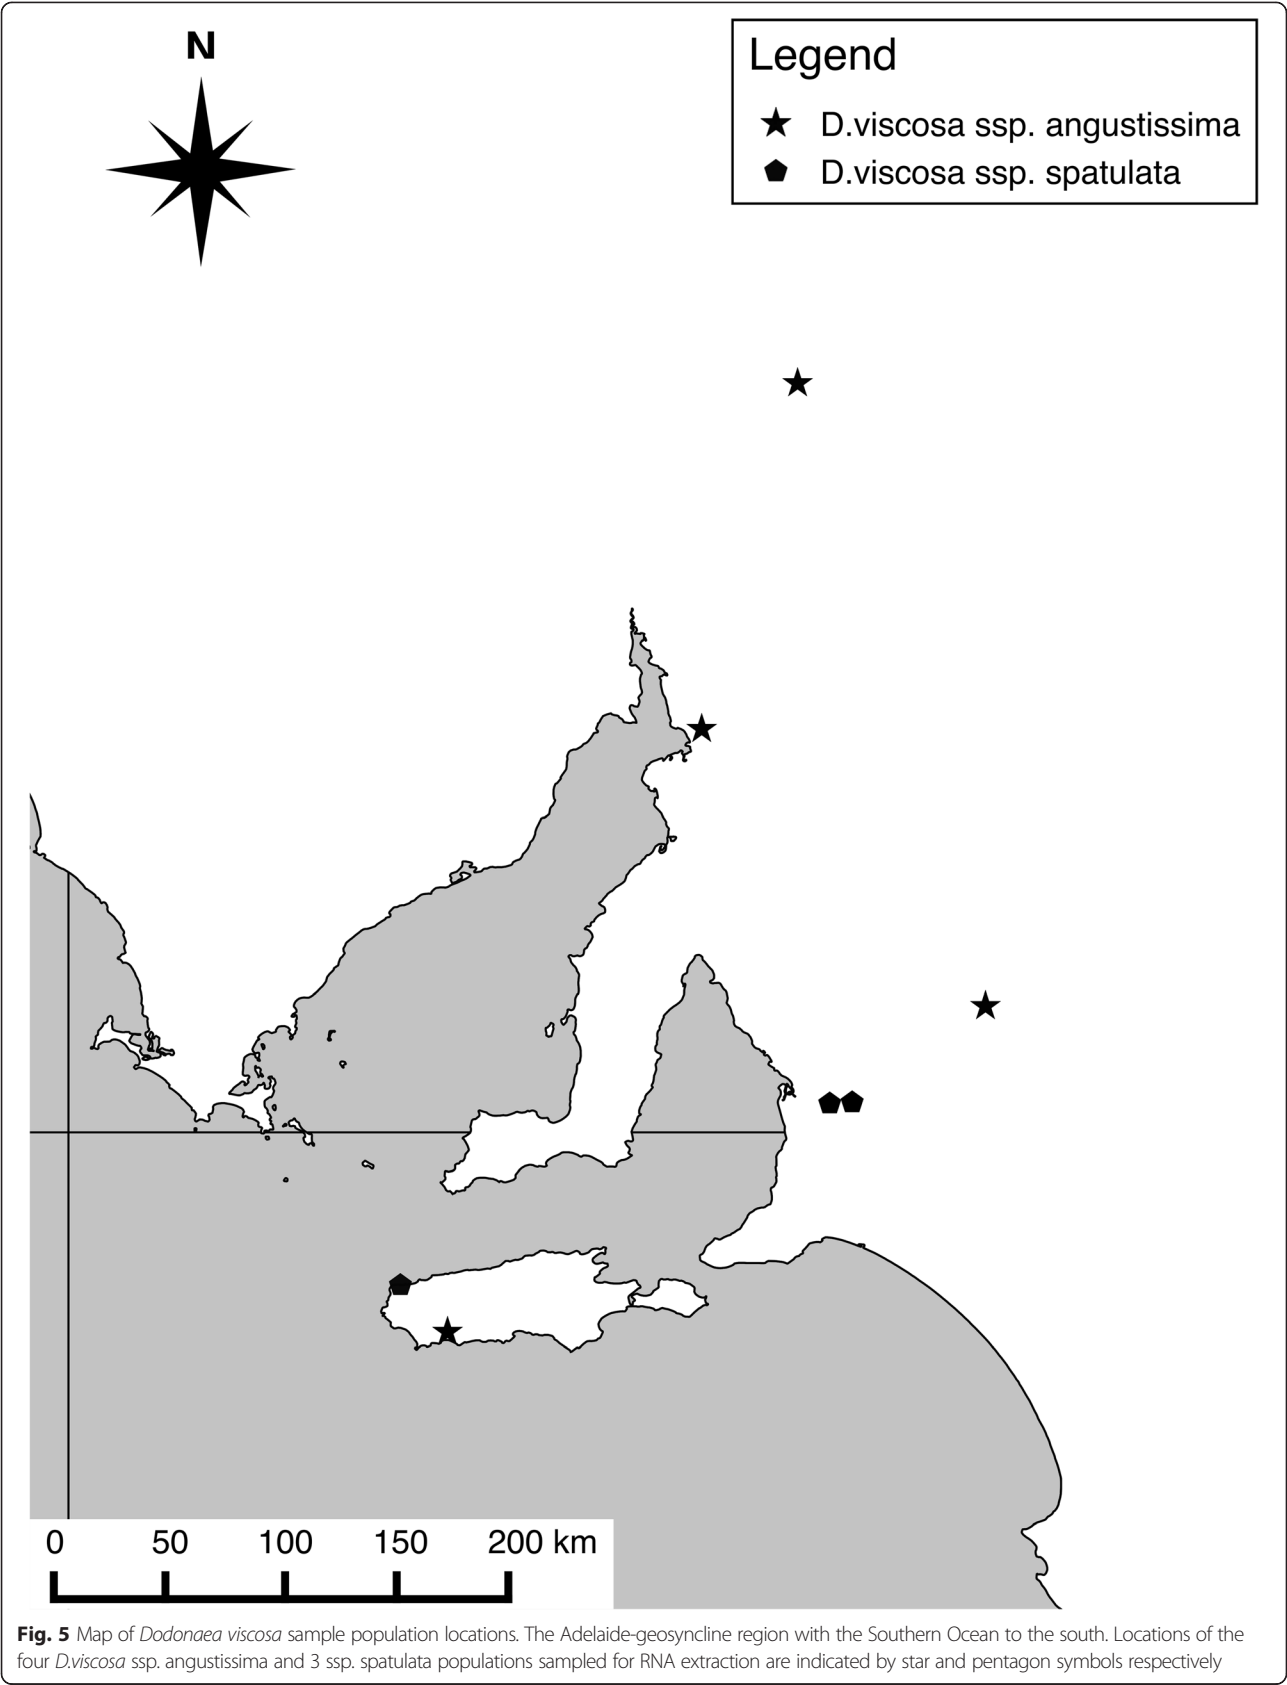 N
Legend
D.viscosa ssp. angustissima
D.viscosa ssp. spatulata
0 50 100 150 200 km
Fig. 5 Map of Dodonaea viscosa sample population locations. The Adelaide-geosyncline region with the Southern Ocean to the south. Locations of the
four D.viscosa ssp. angustissima and 3 ssp. spatulata populations sampled for RNA extraction are indicated by star and pentagon symbols respectively